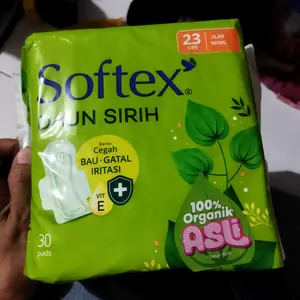 23
cm
SLIM
WING
Softex®
DAUN SIRIH
Bantu
Cegah
BAU - GATAL
IRITASI
VIT
E
100%
Organik
Asli
30
pads